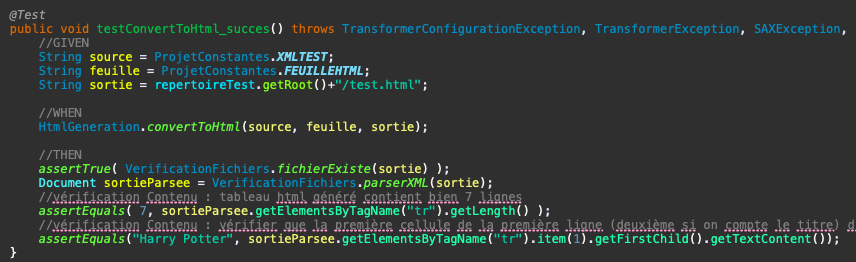 @Test
public void testConvertToHtml_succes() throws TransformerConfigurationException, TransformerException, SAXException,
//GIVEN
String source = ProjetConstantes.XMLTEST;
String feuille = ProjetConstantes.FEUILLEHTML;
String sortie = repertoireTest.getRoot()+"/test.html";
//WHEN
HtmlGeneration.convertToHtml(source, feuille, sortie);
//THEN
assertTrue( VerificationFichiers.fichierExiste(sortie) );
Document sortieParsee = VerificationFichiers.parserXML(sortie);
//vérification Contenu : tableau html généré contient bien 7 lignes
assertEquals( 7, sortieParsee.getElementsByTagName("tr").getLength() );
//vérification Contenu : vérifier que la première cellule de la première ligne (deuxième si on compte le titre) d
assertEquals("Harry Potter", sortieParsee.getElementsByTagName("tr").item(1).getFirstChild().getTextContent());
}